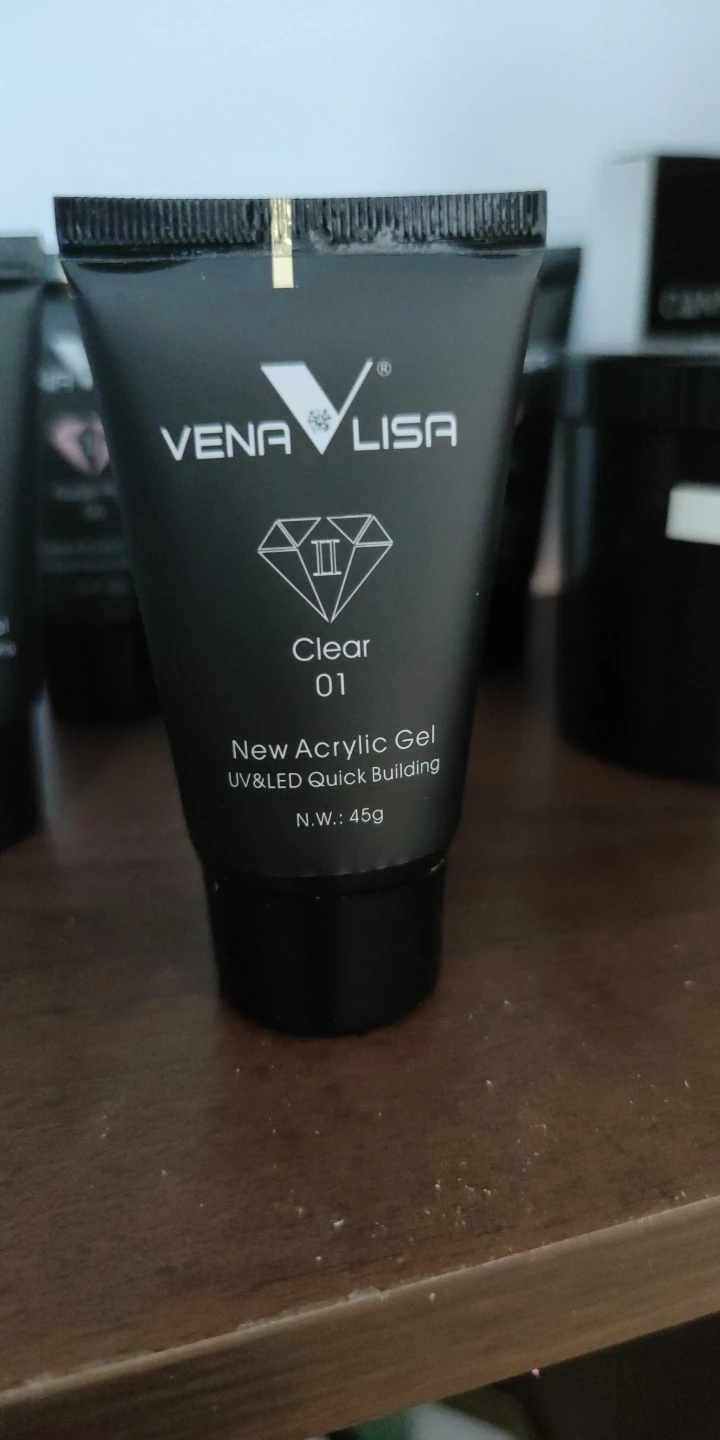 VENA LISA®
II
Clear
01
New Acrylic Gel
UV&LED Quick Building
N.W.: 45g